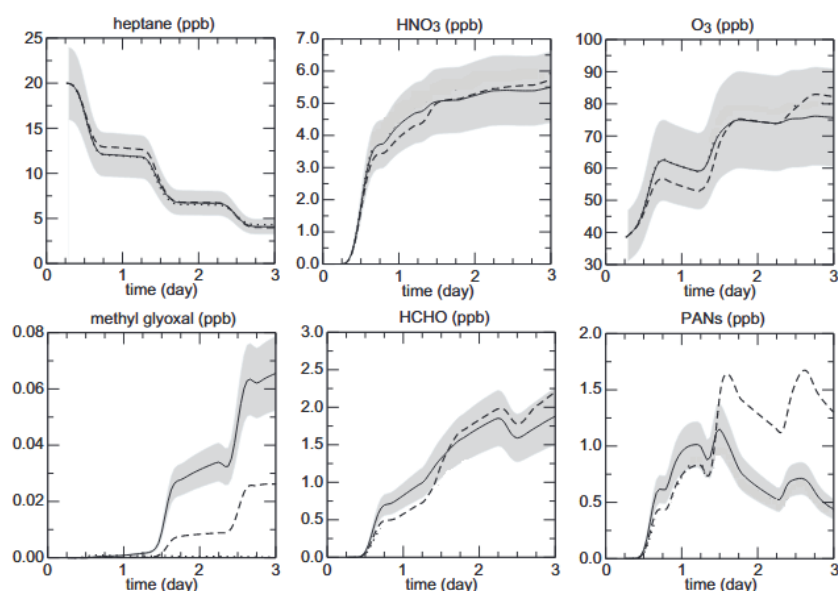 heptane (ppb)
25
20
15
10
5
0
0 1 2 3
time (day)
HNO3 (ppb)
7.0
6.0
5.0
4.0
3.0
2.0
1.0
0.0
0 1 2 3
time (day)
O3 (ppb)
100
90
80
70
60
50
40
30
0 1 2 3
time (day)
methyl glyoxal (ppb)
0.08
0.06
0.04
0.02
0.00
0 1 2 3
time (day)
HCHO (ppb)
3.0
2.5
2.0
1.5
1.0
0.5
0.0
0 1 2 3
time (day)
PANs (ppb)
2.0
1.5
1.0
0.5
0.0
0 1 2 3
time (day)